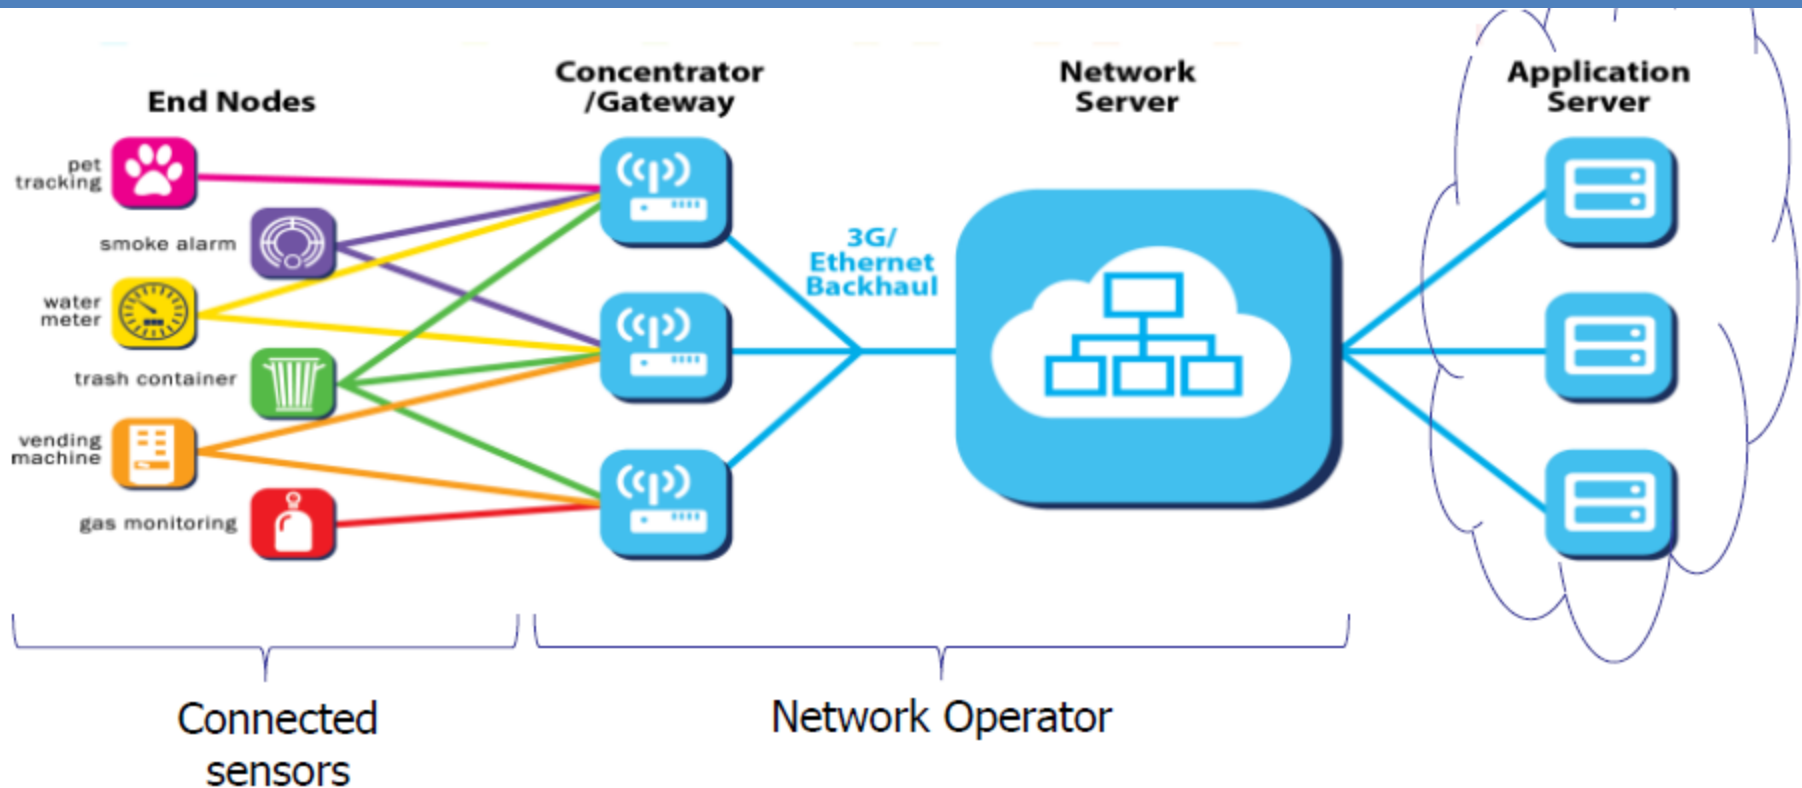 End Nodes
Concentrator
/Gateway
Network
Server
Application
Server
pet
tracking
smoke alarm
water
meter
trash container
vending
machine
gas monitoring
3G/
Ethernet
Backhaul
Connected
sensors
Network Operator